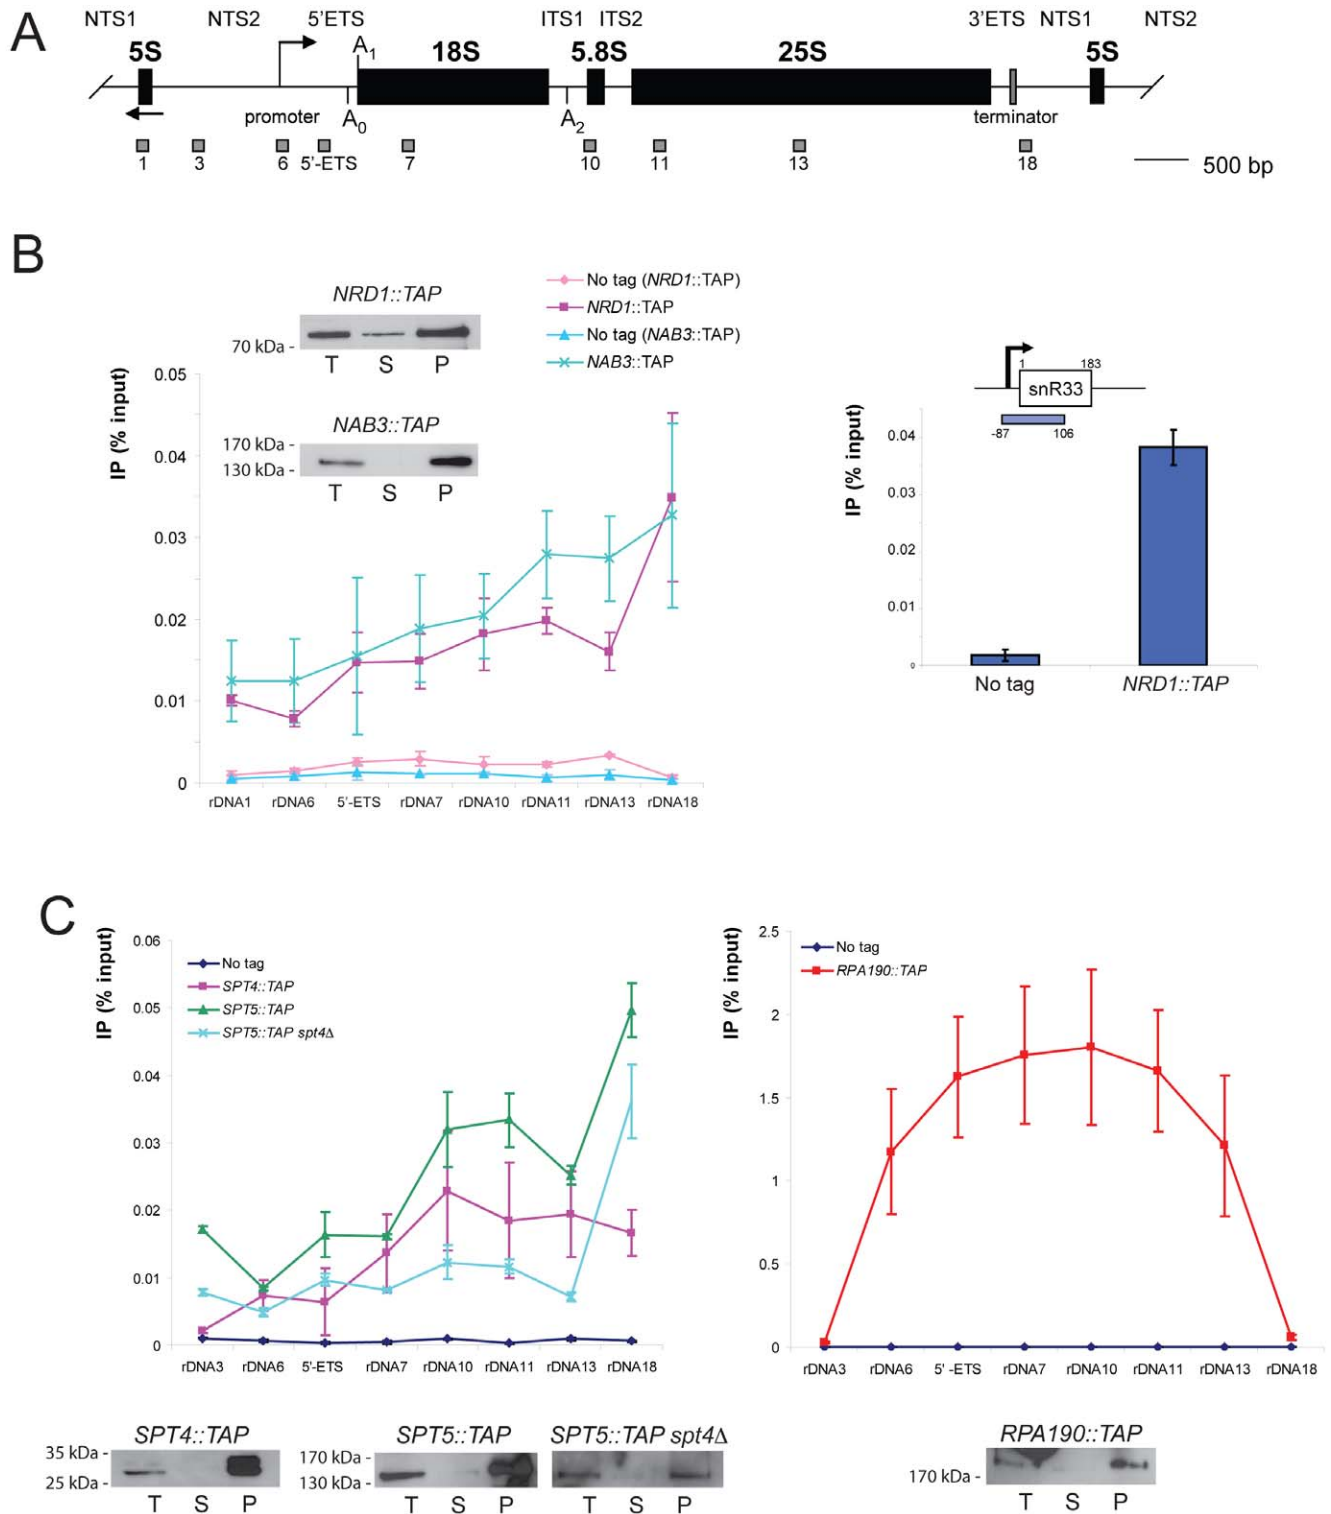 A
NTS1 NTS2 5'ETS ITS1 ITS2 3'ETS NTS1 NTS2
5S A1 18S 5.8S 25S 5S
promoter A0 A2 terminator
1 3 6 5'-ETS 7 10 11 13 18 500 bp
B
NRD1::TAP
70 kDa -
T S P
NAB3::TAP
170 kDa -
130 kDa -
T S P
No tag (NRD1::TAP)
NRD1::TAP
No tag (NAB3::TAP)
NAB3::TAP
IP (% input)
0.05
0.04
0.03
0.02
0.01
0
rDNA1 rDNA6 5'-ETS rDNA7 rDNA10 rDNA11 rDNA13 rDNA18
1 183
snR33
-87 106
IP (% input)
0.04
0.03
0.02
0.01
0
No tag NRD1::TAP
C
IP (% input)
0.06
0.05
0.04
0.03
0.02
0.01
0
No tag
SPT4::TAP
SPT5::TAP
SPT5::TAP spt4Δ
rDNA3 rDNA6 5'-ETS rDNA7 rDNA10 rDNA11 rDNA13 rDNA18
IP (% input)
2.5
2
1.5
1
0.5
0
No tag
RPA190::TAP
rDNA3 rDNA6 5' -ETS rDNA7 rDNA10 rDNA11 rDNA13 rDNA18
SPT4::TAP
35 kDa -
25 kDa -
T S P
SPT5::TAP
170 kDa -
130 kDa -
T S P
SPT5::TAP spt4Δ
T S P
RPA190::TAP
170 kDa -
T S P